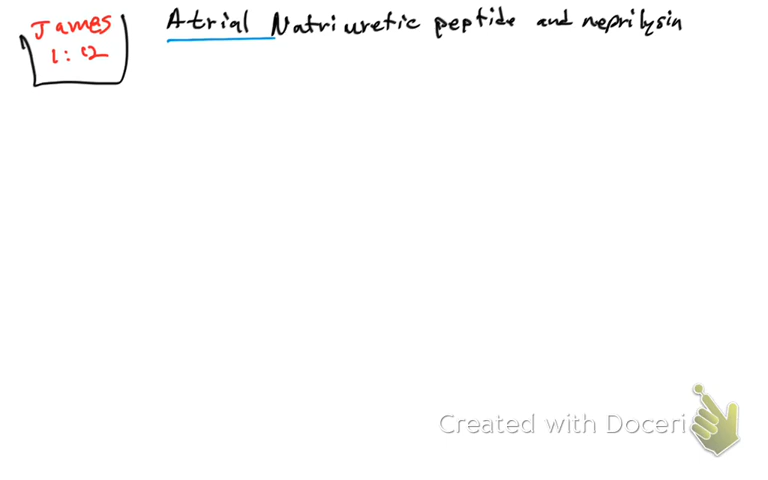 James
1:12
Atrial Natriuretic peptide and neprilysin
Created with Doceri